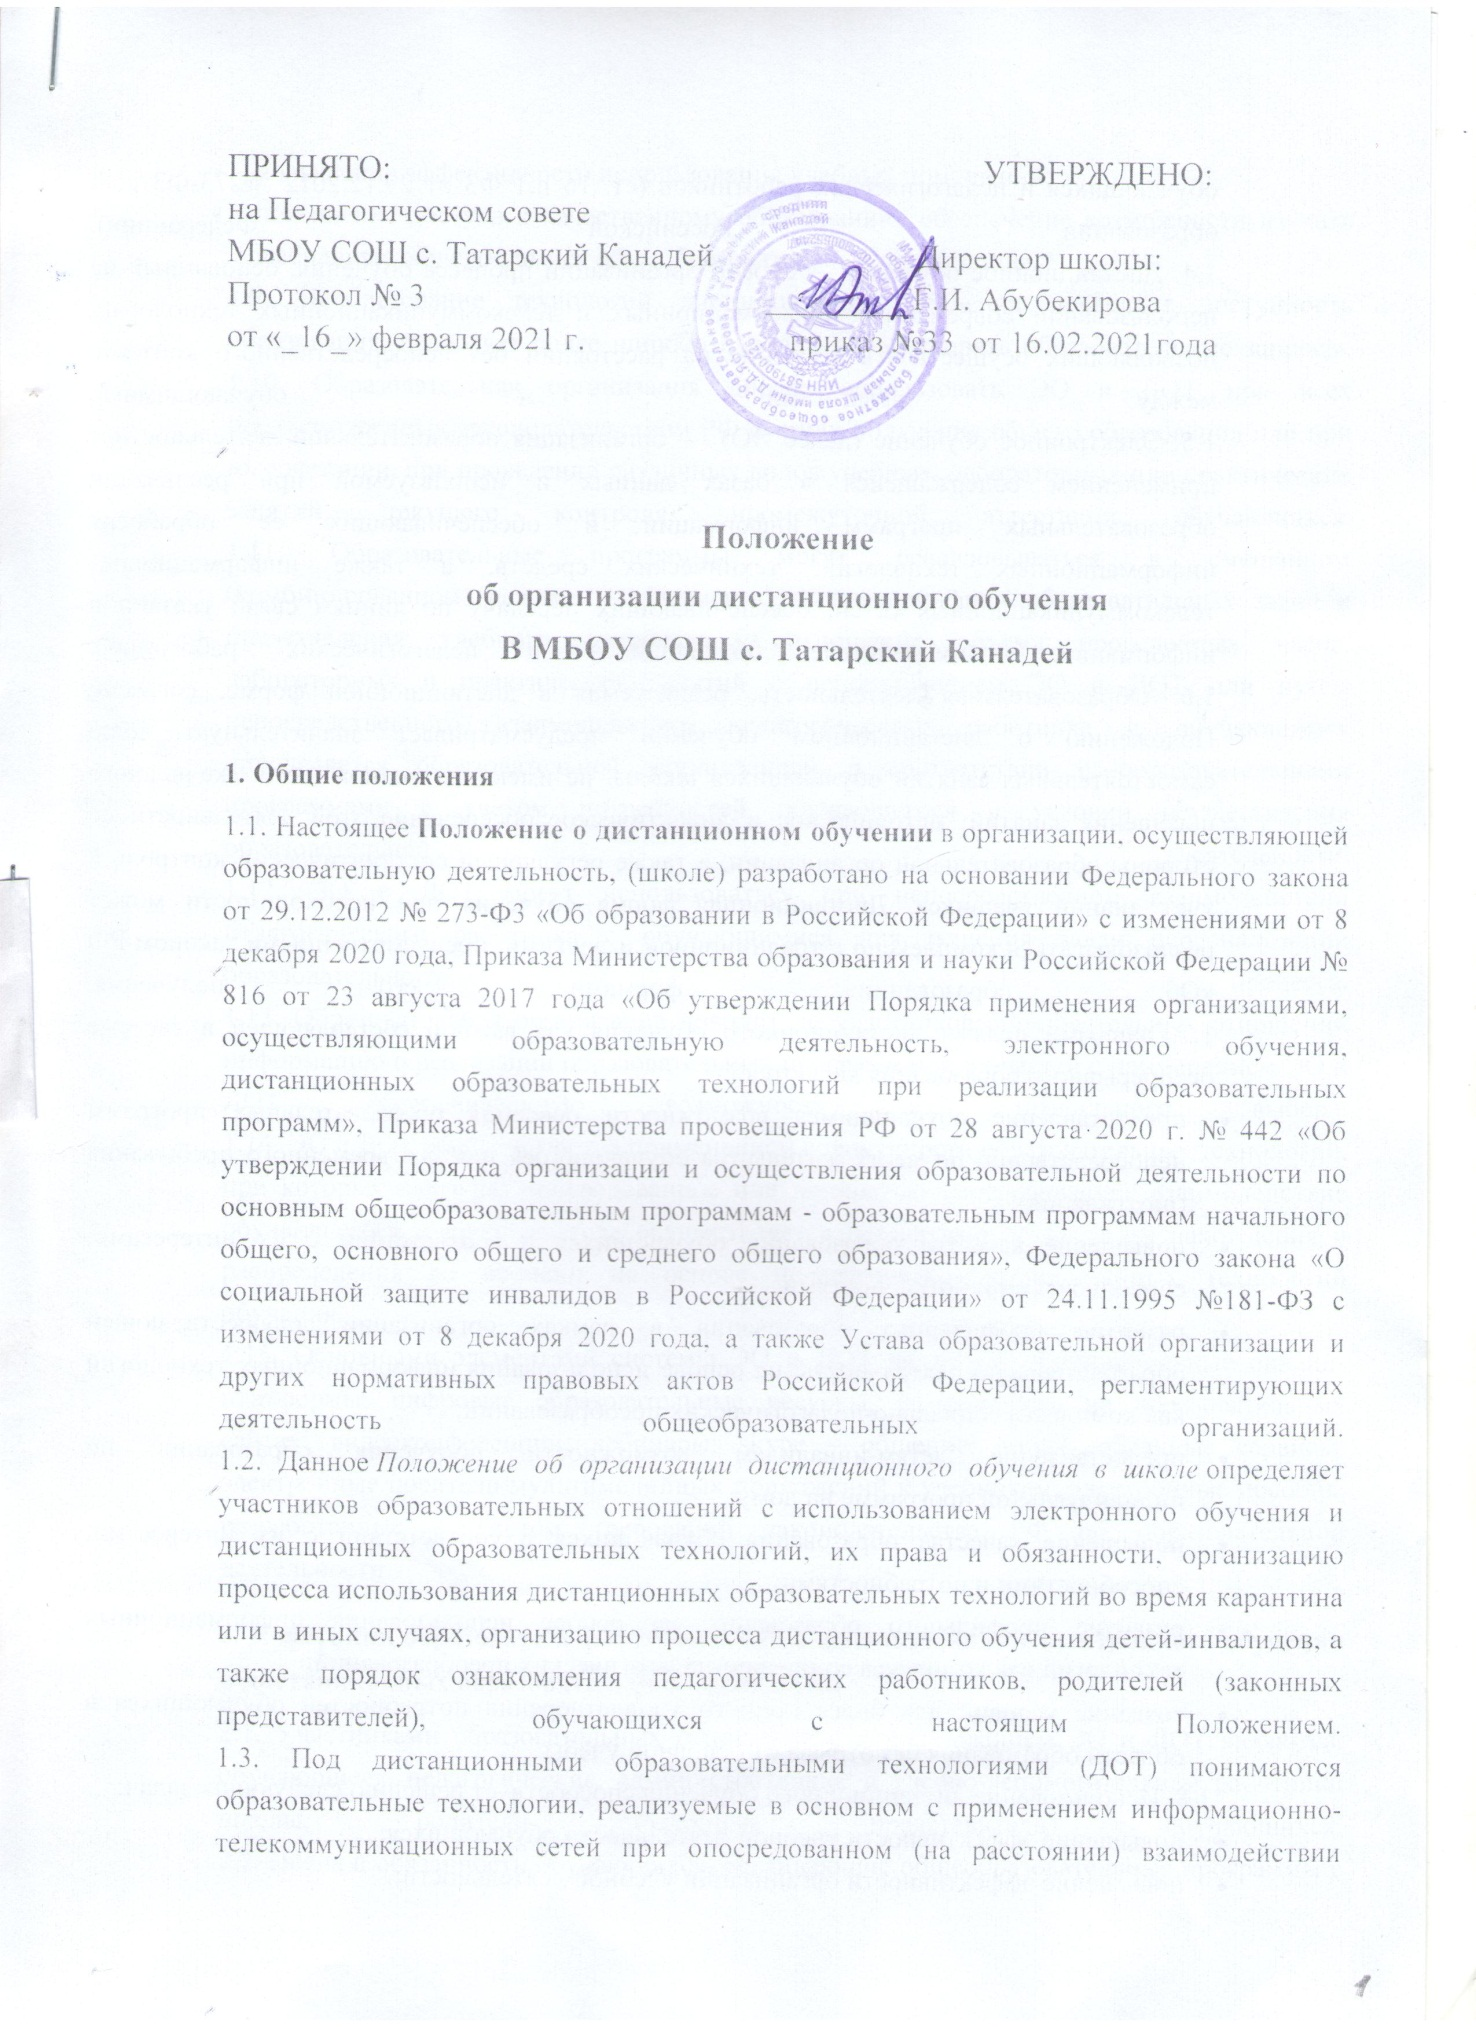 ПРИНЯТО: УТВЕРЖДЕНО:
на Педагогическом совете
МБОУ СОШ с. Татарский Канадей Директор школы:
Протокол № 3 Г.И. Абубекирова
от «_16_» февраля 2021 г. приказ №33 от 16.02.2021года
Положение
об организации дистанционного обучения
В МБОУ СОШ с. Татарский Канадей
1. Общие положения
1.1. Настоящее Положение о дистанционном обучении в организации, осуществляющей
образовательную деятельность, (школе) разработано на основании Федерального закона
от 29.12.2012 № 273-ФЗ «Об образовании в Российской Федерации» с изменениями от 8
декабря 2020 года, Приказа Министерства образования и науки Российской Федерации №
816 от 23 августа 2017 года «Об утверждении Порядка применения организациями,
осуществляющими образовательную деятельность, электронного обучения,
дистанционных образовательных технологий при реализации образовательных
программ», Приказа Министерства просвещения РФ от 28 августа 2020 г. № 442 «Об
утверждении Порядка организации и осуществления образовательной деятельности по
основным общеобразовательным программам - образовательным программам начального
общего, основного общего и среднего общего образования», Федерального закона «О
социальной защите инвалидов в Российской Федерации» от 24.11.1995 №181-ФЗ с
изменениями от 8 декабря 2020 года, а также Устава образовательной организации и
других нормативных правовых актов Российской Федерации, регламентирующих
деятельность общеобразовательных организаций.
1.2. Данное Положение об организации дистанционного обучения в школе определяет
участников образовательных отношений с использованием электронного обучения и
дистанционных образовательных технологий, их права и обязанности, организацию
процесса использования дистанционных образовательных технологий во время карантина
или в иных случаях, организацию процесса дистанционного обучения детей-инвалидов, а
также порядок ознакомления педагогических работников, родителей (законных
представителей), обучающихся с настоящим Положением.
1.3. Под дистанционными образовательными технологиями (ДОТ) понимаются
образовательные технологии, реализуемые в основном с применением информационно-
телекоммуникационных сетей при опосредованном (на расстоянии) взаимодействии
1